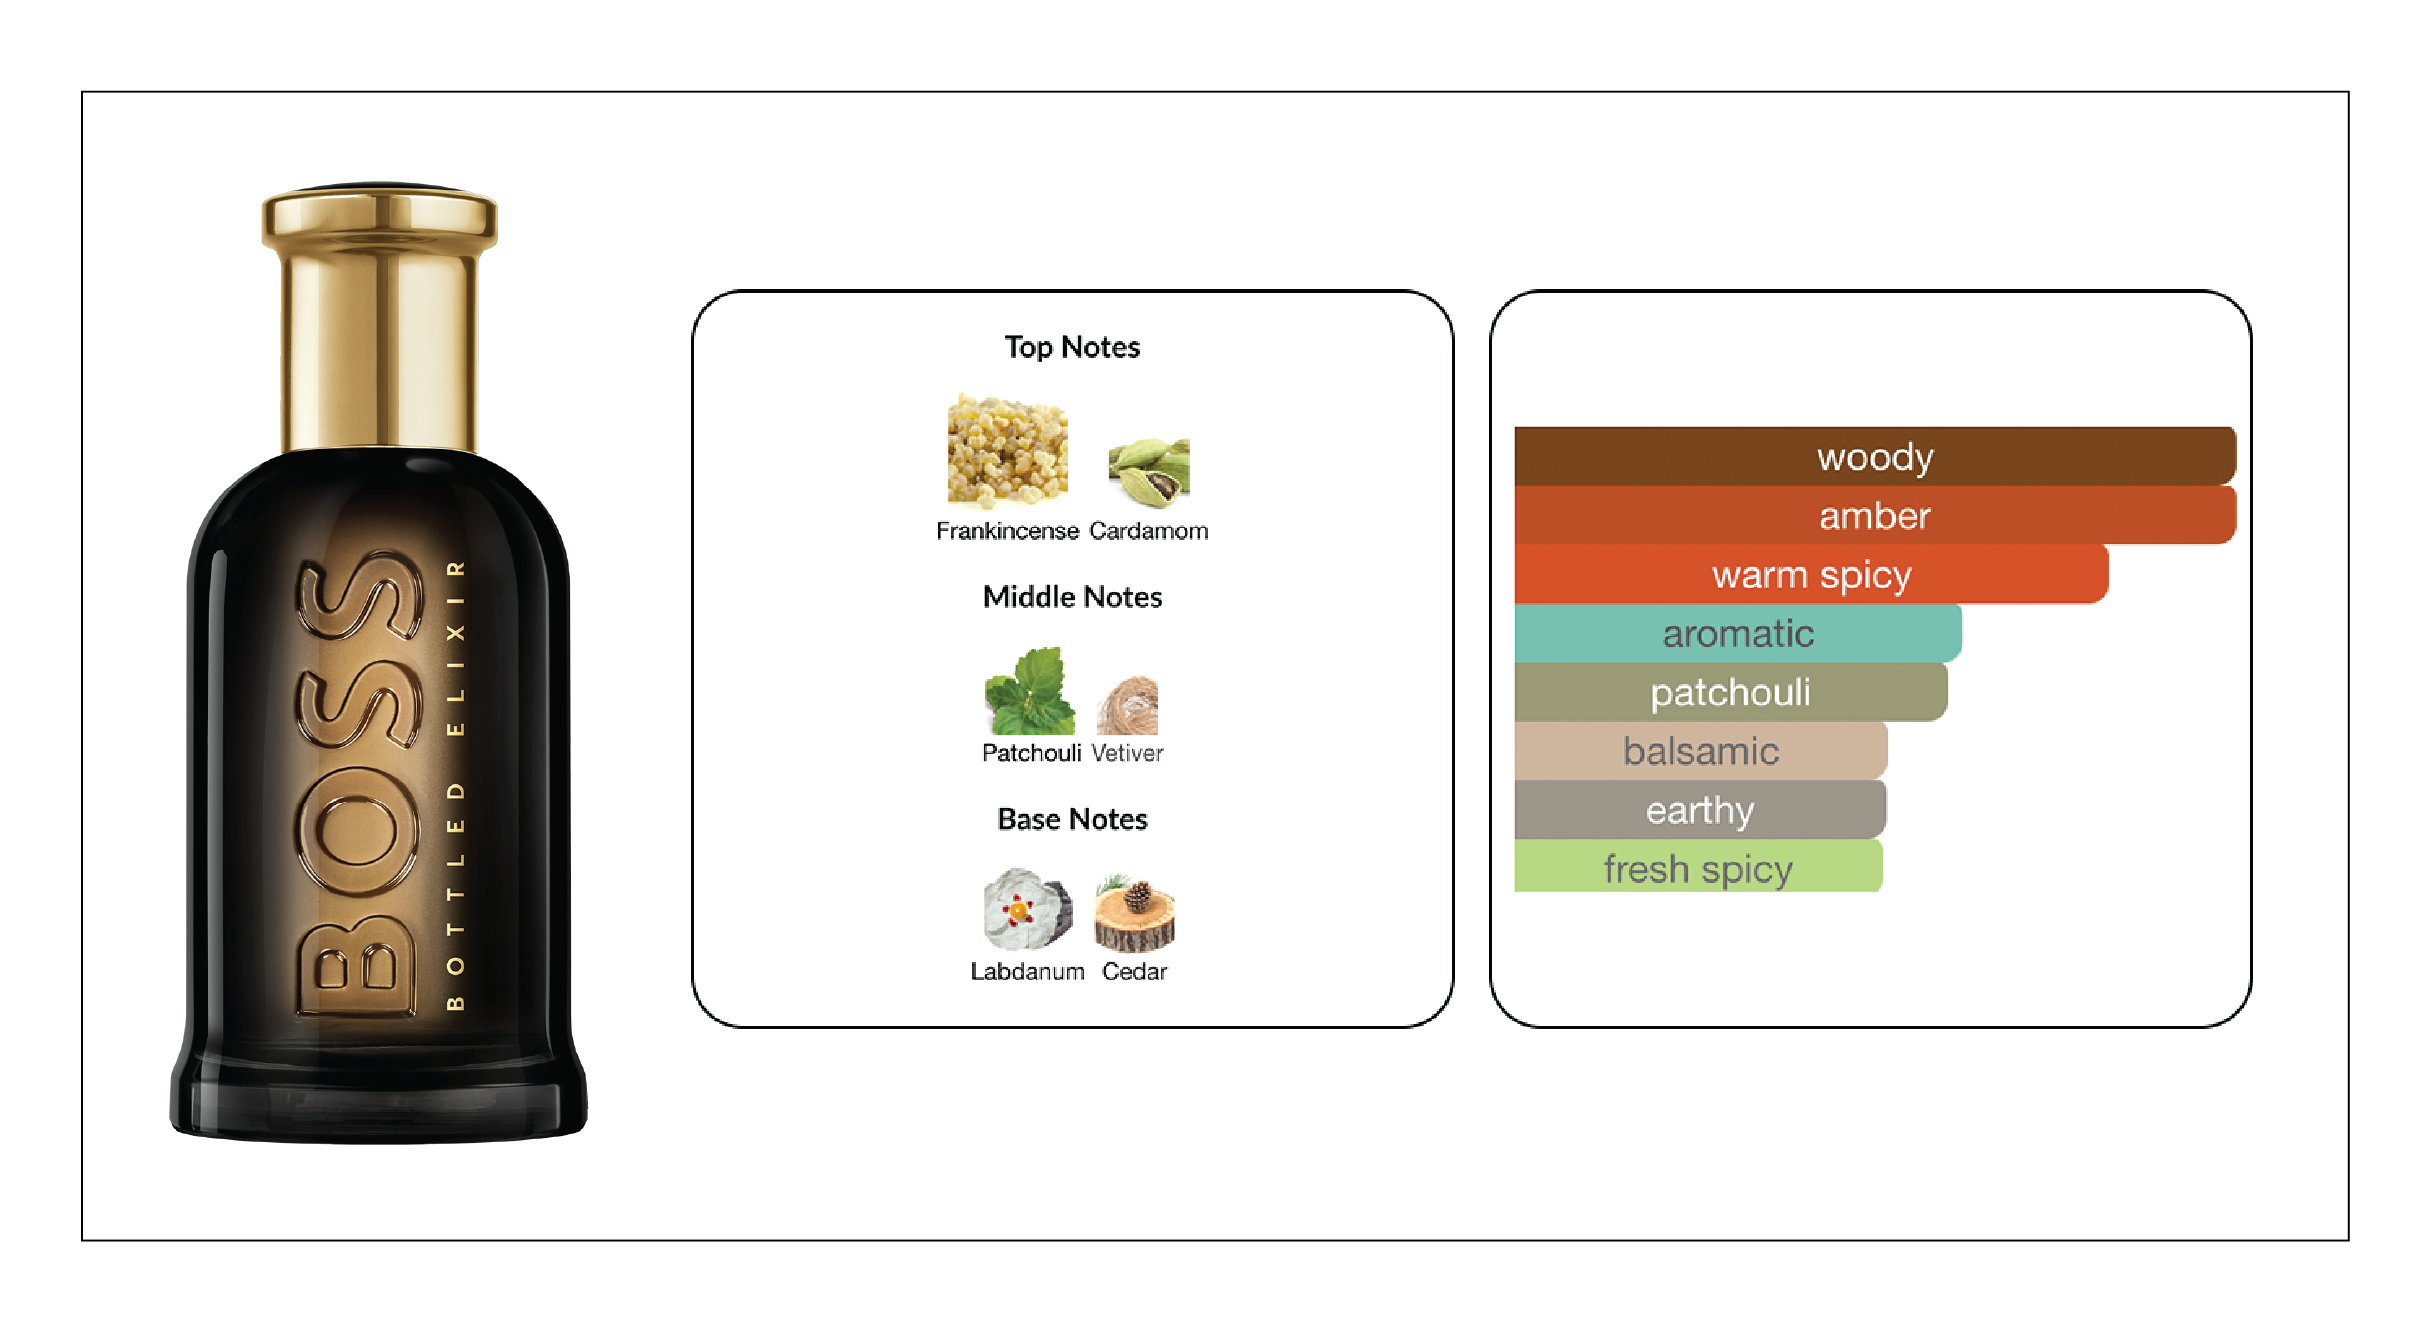 BOSS
BOTTLED ELIXIR
Top Notes
Frankincense Cardamom
Middle Notes
Patchouli Vetiver
Base Notes
Labdanum Cedar
woody
amber
warm spicy
aromatic
patchouli
balsamic
earthy
fresh spicy